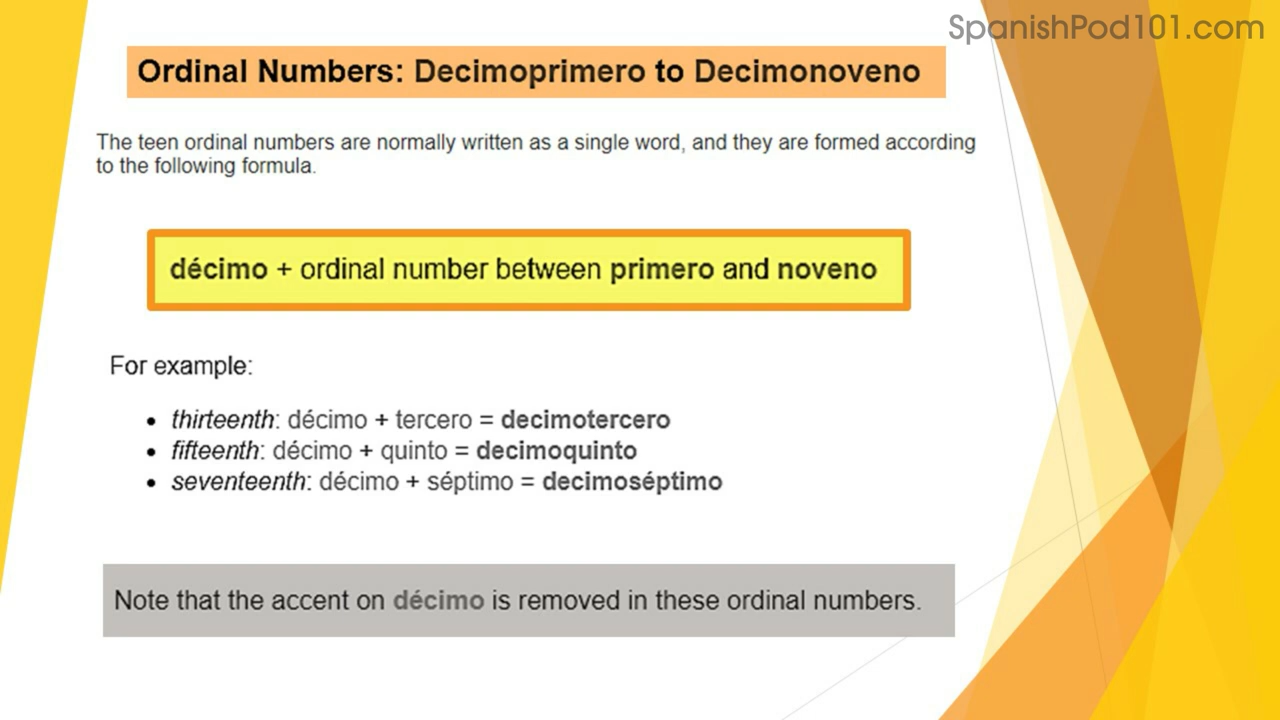 SpanishPod101.com
Ordinal Numbers: Decimoprimero to Decimonoveno
The teen ordinal numbers are normally written as a single word, and they are formed according
to the following formula.
décimo + ordinal number between primero and noveno
For example:
• thirteenth: décimo + tercero = decimotercero
• fifteenth: décimo + quinto = decimoquinto
• seventeenth: décimo + séptimo = decimoséptimo
Note that the accent on décimo is removed in these ordinal numbers.